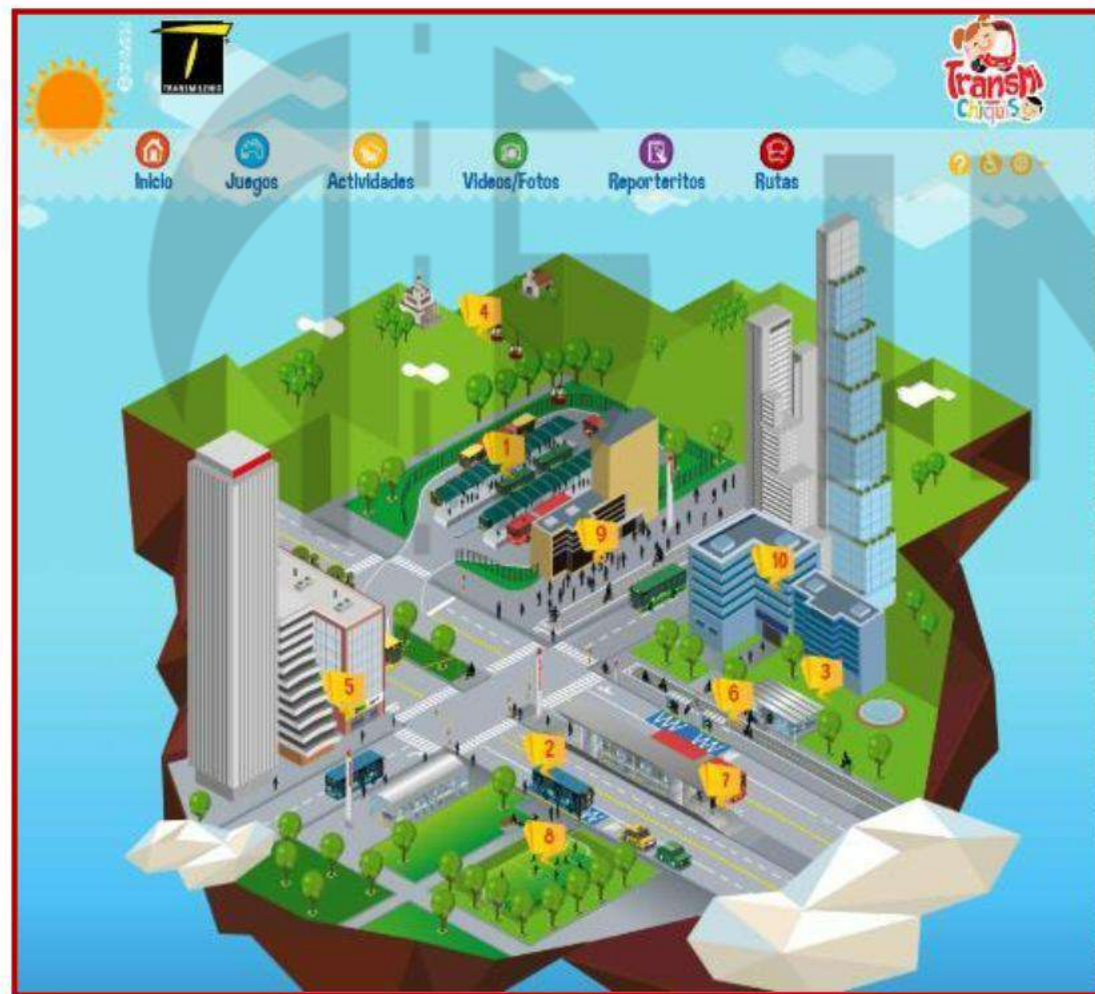 TRANSMILENIO
TransMi
Chiquis
Inicio
Juegos
Actividades
Videos/Fotos
Reporteritos
Rutas
?
4
1
9
10
5
3
6
2
7
8